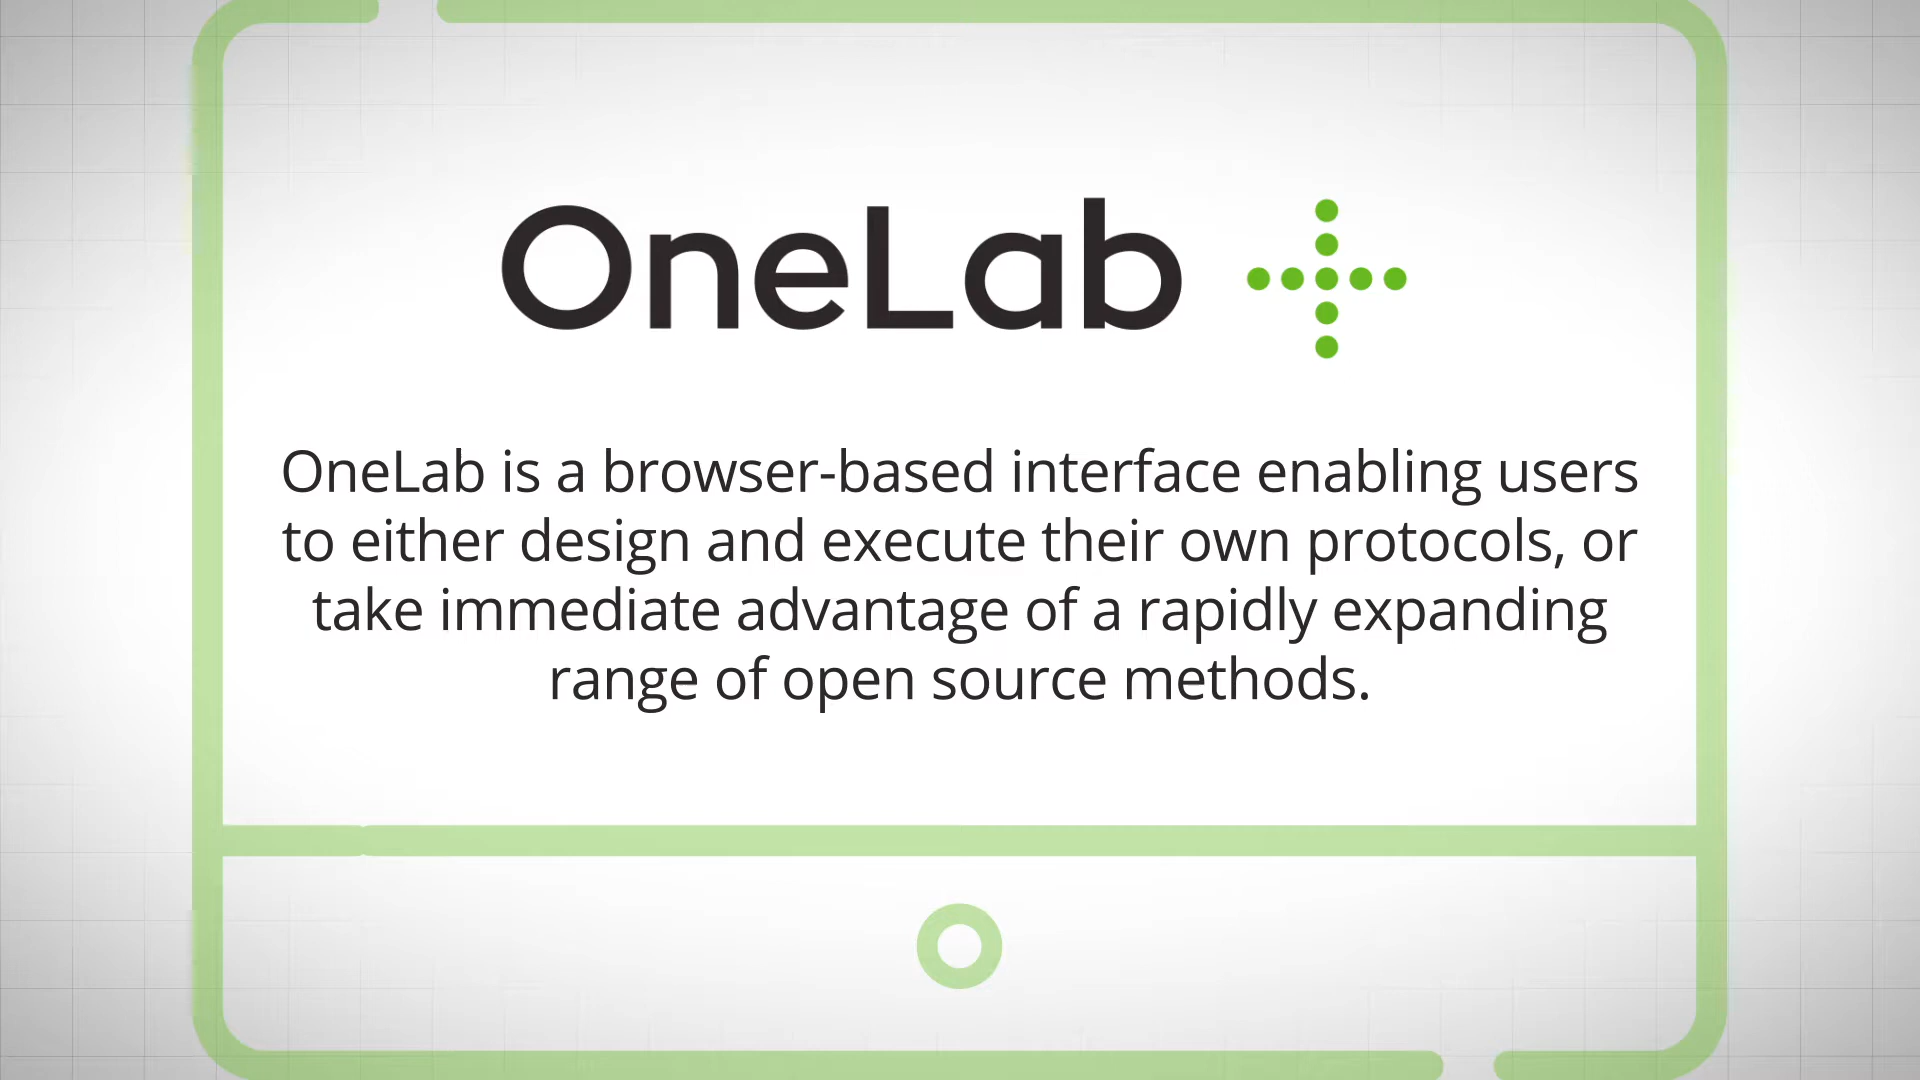 OneLab
OneLab is a browser-based interface enabling users
to either design and execute their own protocols, or
take immediate advantage of a rapidly expanding
range of open source methods.